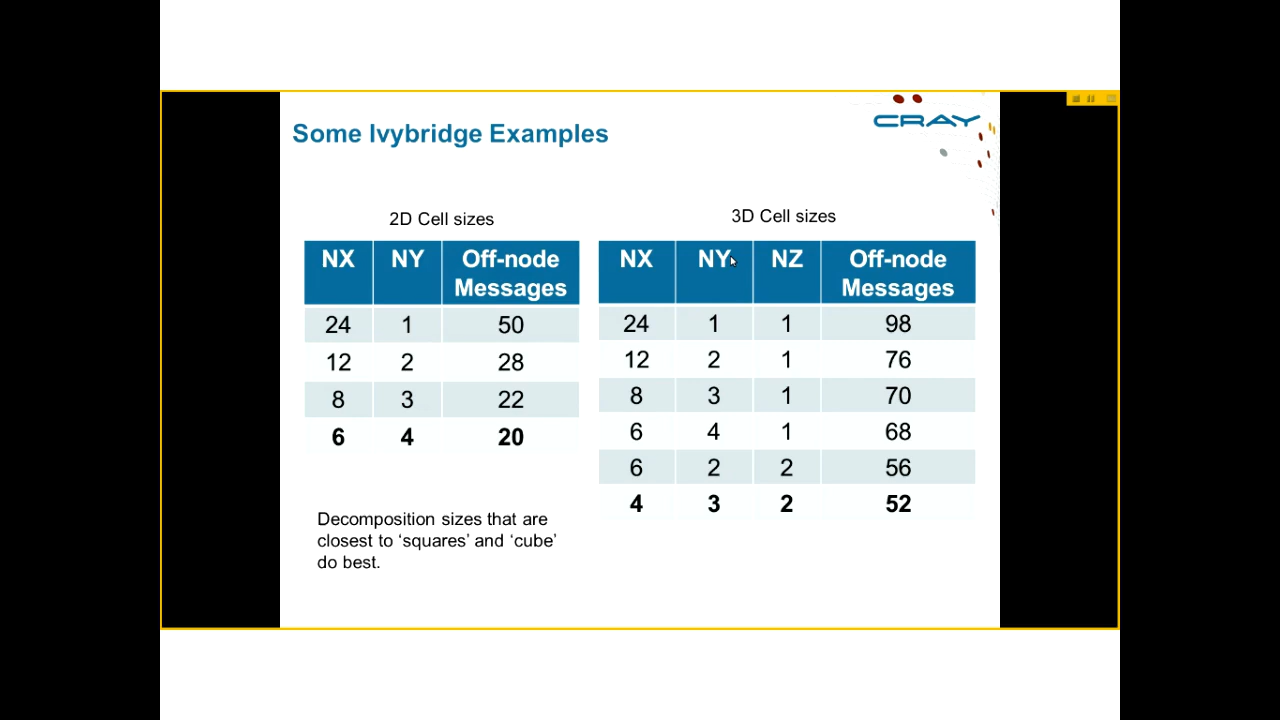 Some Ivybridge Examples
CRAY
2D Cell sizes
NX NY Off-node Messages
24 1 50
12 2 28
8 3 22
6 4 20
Decomposition sizes that are
closest to ‘squares’ and ‘cube’
do best.
3D Cell sizes
NX NY NZ Off-node Messages
24 1 1 98
12 2 1 76
8 3 1 70
6 4 1 68
6 2 2 56
4 3 2 52